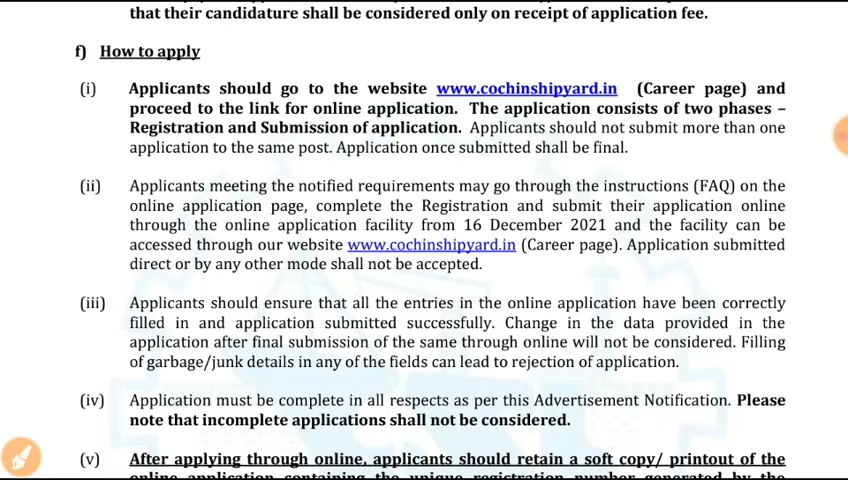 that their candidature shall be considered only on receipt of application fee.
f) How to apply
(i) Applicants should go to the website www.cochinshipyard.in (Career page) and
proceed to the link for online application. The application consists of two phases –
Registration and Submission of application. Applicants should not submit more than one
application to the same post. Application once submitted shall be final.
(ii) Applicants meeting the notified requirements may go through the instructions (FAQ) on the
online application page, complete the Registration and submit their application online
through the online application facility from 16 December 2021 and the facility can be
accessed through our website www.cochinshipyard.in (Career page). Application submitted
direct or by any other mode shall not be accepted.
(iii) Applicants should ensure that all the entries in the online application have been correctly
filled in and application submitted successfully. Change in the data provided in the
application after final submission of the same through online will not be considered. Filling
of garbage/junk details in any of the fields can lead to rejection of application.
(iv) Application must be complete in all respects as per this Advertisement Notification. Please
note that incomplete applications shall not be considered.
(v) After applying through online, applicants should retain a soft copy/ printout of the
online application containing the unique registration number generated by the